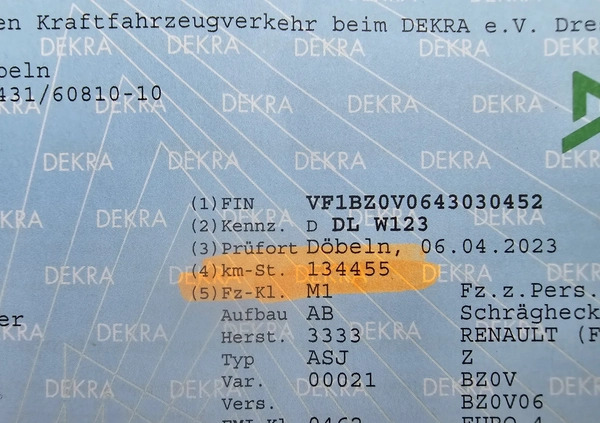 en Kraftfahrzeugverkehr beim DEKRA e.V. Dre
beln
431/60810-10
(1) FIN VF1BZ0V0643030452
(2) Kennz. D DL W123
(3) Prüfort Döbeln, 06.04.2023
(4) km-St. 134455
(5) Fz-Kl. M1 Fz.z.Pers.
Aufbau AB Schrägheck
er Herst. 3333 RENAULT (F
Typ ASJ Z
Var. 00021 BZ0V
Vers. BZ0V06